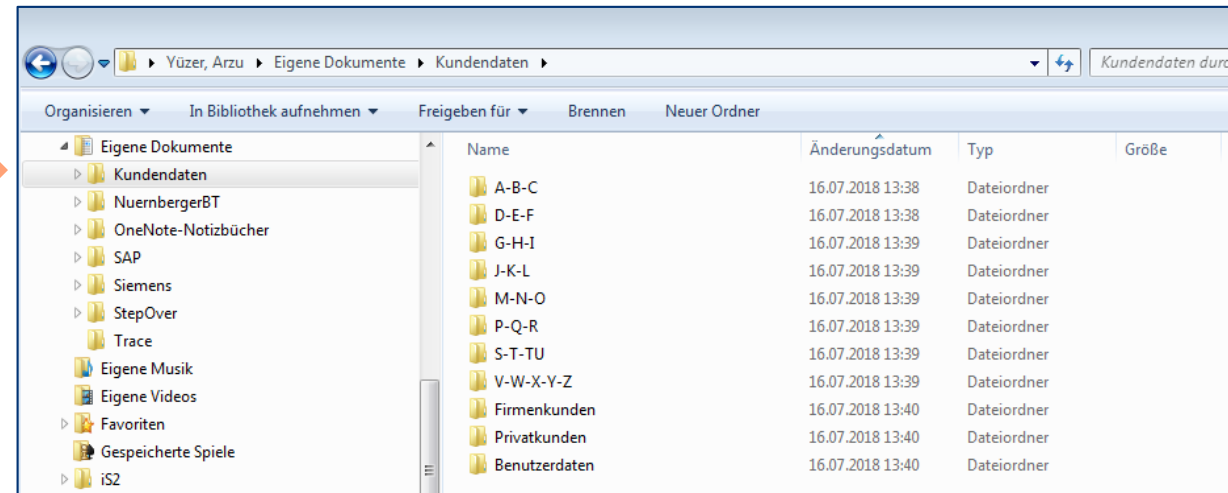 Yüzer, Arzu Eigene Dokumente Kundendaten
Kundendaten durc
Organisieren In Bibliothek aufnehmen Freigeben für Brennen Neuer Ordner
Eigene Dokumente
Kundendaten
NuernbergerBT
OneNote-Notizbücher
SAP
Siemens
StepOver
Trace
Eigene Musik
Eigene Videos
Favoriten
Gespeicherte Spiele
iS2
Name Änderungsdatum Typ Größe
A-B-C 16.07.2018 13:38 Dateiordner
D-E-F 16.07.2018 13:38 Dateiordner
G-H-I 16.07.2018 13:39 Dateiordner
J-K-L 16.07.2018 13:39 Dateiordner
M-N-O 16.07.2018 13:39 Dateiordner
P-Q-R 16.07.2018 13:39 Dateiordner
S-T-TU 16.07.2018 13:39 Dateiordner
V-W-X-Y-Z 16.07.2018 13:39 Dateiordner
Firmenkunden 16.07.2018 13:40 Dateiordner
Privatkunden 16.07.2018 13:40 Dateiordner
Benutzerdaten 16.07.2018 13:40 Dateiordner